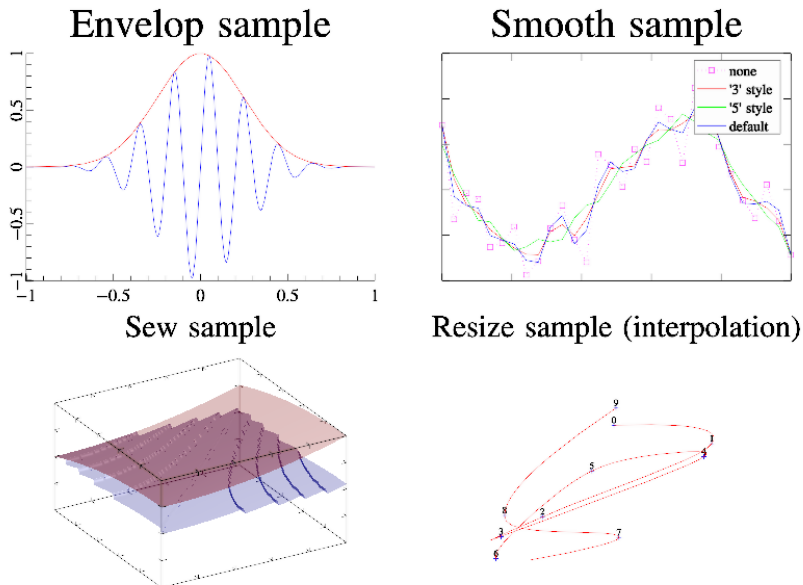 Envelop sample
Smooth sample
1
0.5
0
−0.5
−1
−1
−0.5
0
0.5
1
none
'3' style
'5' style
default
Sew sample
Resize sample (interpolation)
9
0
1
4
5
8
2
3
7
6